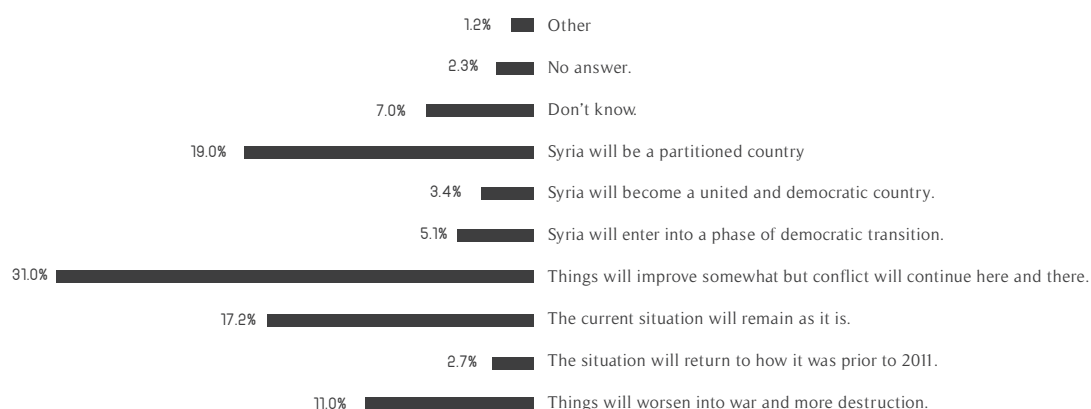 1.2% Other
2.3% No answer.
7.0% Don't know.
19.0% Syria will be a partitioned country
3.4% Syria will become a united and democratic country.
5.1% Syria will enter into a phase of democratic transition.
31.0% Things will improve somewhat but conflict will continue here and there.
17.2% The current situation will remain as it is.
2.7% The situation will return to how it was prior to 2011.
11.0% Things will worsen into war and more destruction.